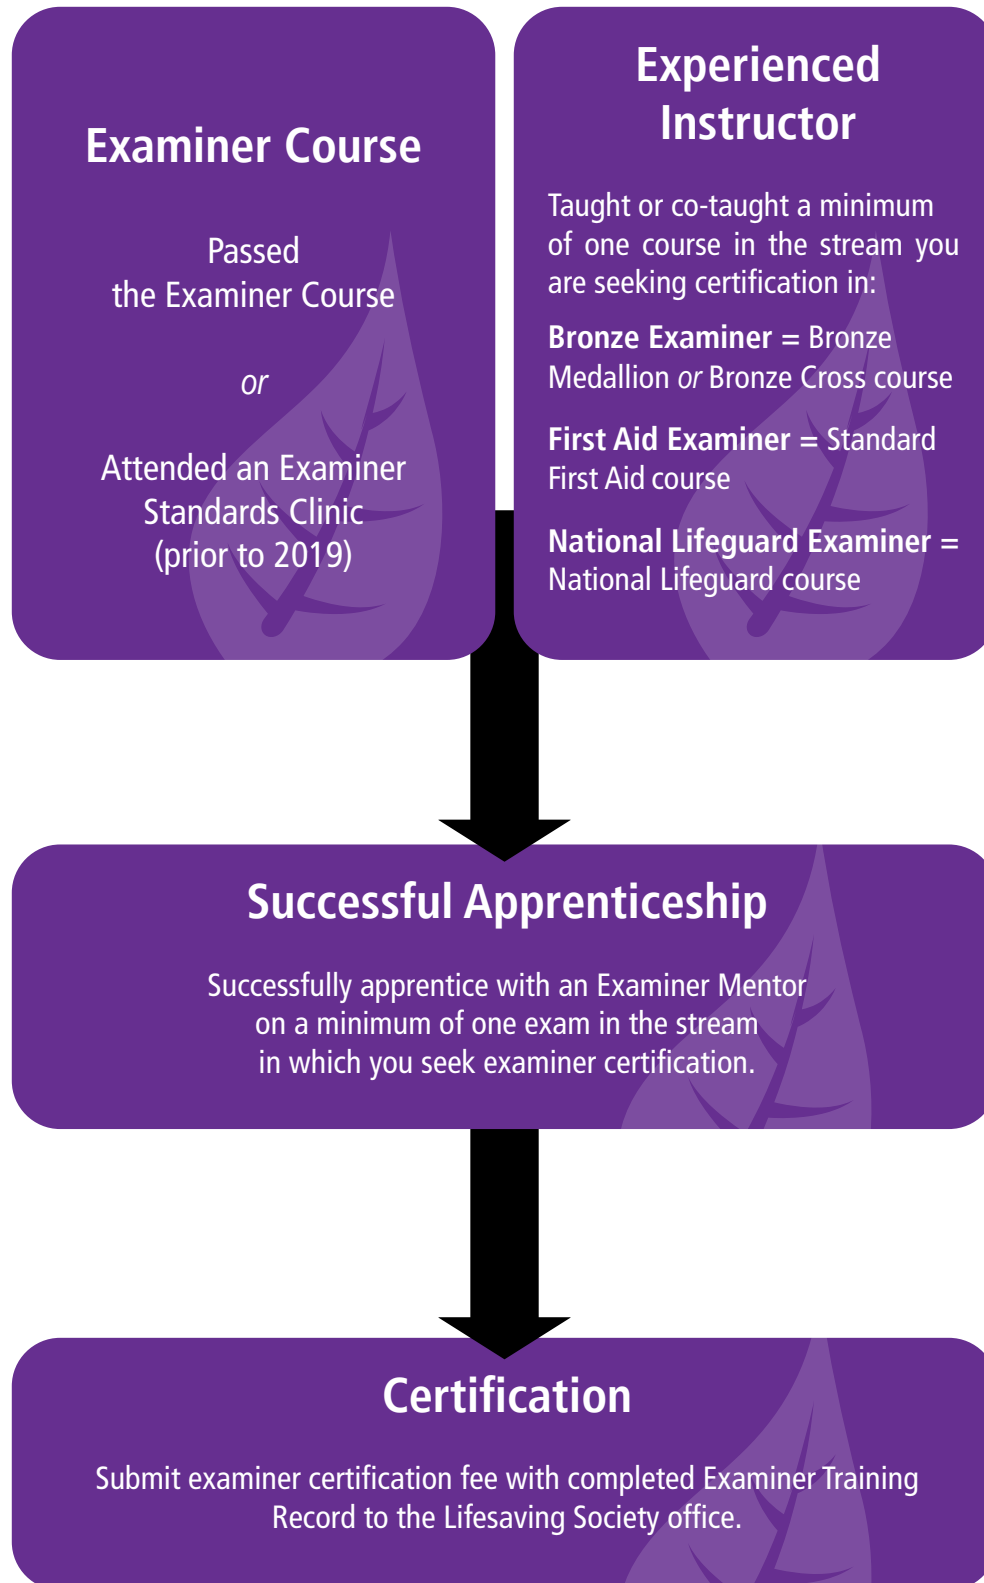 Examiner Course
Passed
the Examiner Course
or
Attended an Examiner
Standards Clinic
(prior to 2019)
Experienced
Instructor
Taught or co-taught a minimum
of one course in the stream you
are seeking certification in:
Bronze Examiner = Bronze
Medallion or Bronze Cross course
First Aid Examiner = Standard
First Aid course
National Lifeguard Examiner =
National Lifeguard course
Successful Apprenticeship
Successfully apprentice with an Examiner Mentor
on a minimum of one exam in the stream
in which you seek examiner certification.
Certification
Submit examiner certification fee with completed Examiner Training
Record to the Lifesaving Society office.